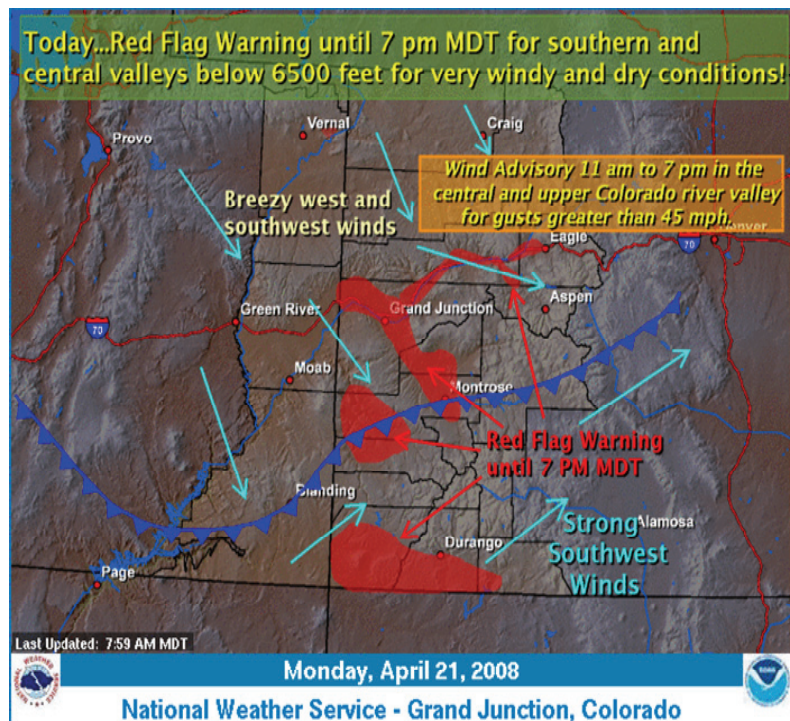 Today...Red Flag Warning until 7 pm MDT for southern and
central valleys below 6500 feet for very windy and dry conditions!
Vernal
Craig
Provo
Wind Advisory 11 am to 7 pm in the
central and upper Colorado river valley
for gusts greater than 45 mph.
Breezy west and
southwest winds
Eagle
70
Aspen
Green River
Grand Junction
70
Moab
Montrose
Red Flag Warning
until 7 PM MDT
Alamosa
Strong
Southwest
Winds
Durango
Page
Last Updated: 7:59 AM MDT
Monday, April 21, 2008
National Weather Service - Grand Junction, Colorado